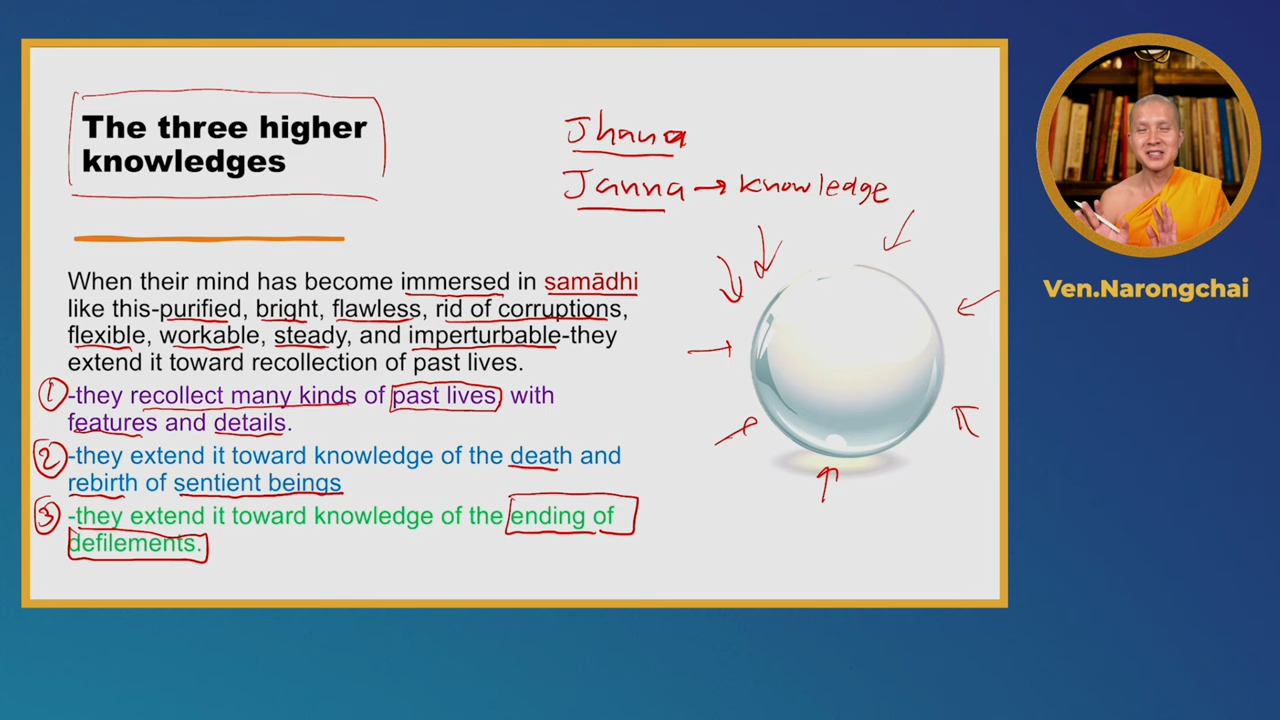 The three higher
knowledges
Jhana
Janna → knowledge
When their mind has become immersed in samādhi
like this-purified, bright, flawless, rid of corruptions,
flexible, workable, steady, and imperturbable-they
extend it toward recollection of past lives.
1 -they recollect many kinds of past lives, with
features and details.
2 -they extend it toward knowledge of the death and
rebirth of sentient beings
3 -they extend it toward knowledge of the ending of
defilements.
Ven.Narongchai